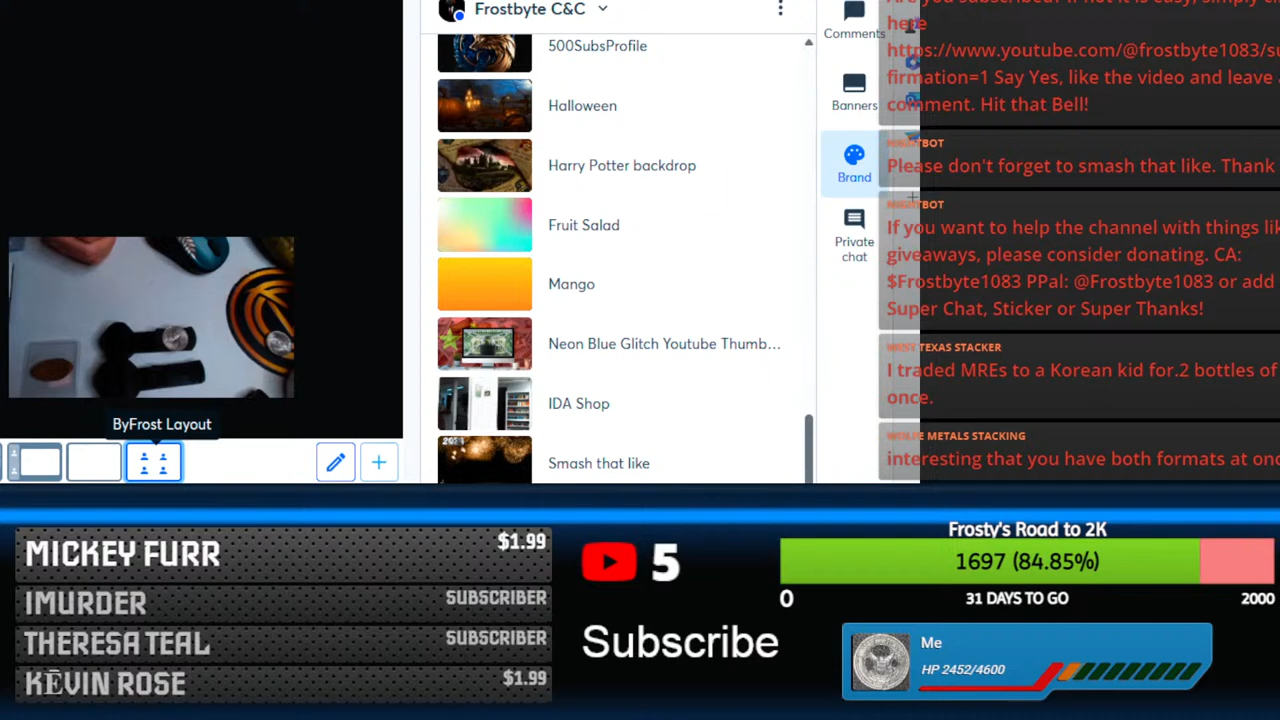 Frostbyte C&C
500SubsProfile
Halloween
Harry Potter backdrop
Fruit Salad
Mango
Neon Blue Glitch Youtube Thumb...
IDA Shop
Smash that like
ByFrost Layout
Comments
Banners
Brand
Private
chat
here
https://www.youtube.com/@frostbyte1083/su
firmation=1 Say Yes, like the video and leave
comment. Hit that Bell!
NIGHTBOT
Please don't forget to smash that like. Thank
NIGHTBOT
If you want to help the channel with things li
giveaways, please consider donating. CA:
$Frostbyte1083 PPal: @Frostbyte1083 or add
Super Chat, Sticker or Super Thanks!
WEST TEXAS STACKER
I traded MREs to a Korean kid for.2 bottles of
once.
METALS STACKING
interesting that you have both formats at onc
MICKEY FURR
$1.99
IMURDER
SUBSCRIBER
THERESA TEAL
SUBSCRIBER
KEVIN ROSE
$1.99
5
Subscribe
Frosty's Road to 2K
1697 (84.85%)
0
31 DAYS TO GO
2000
Me
HP 2452/4600